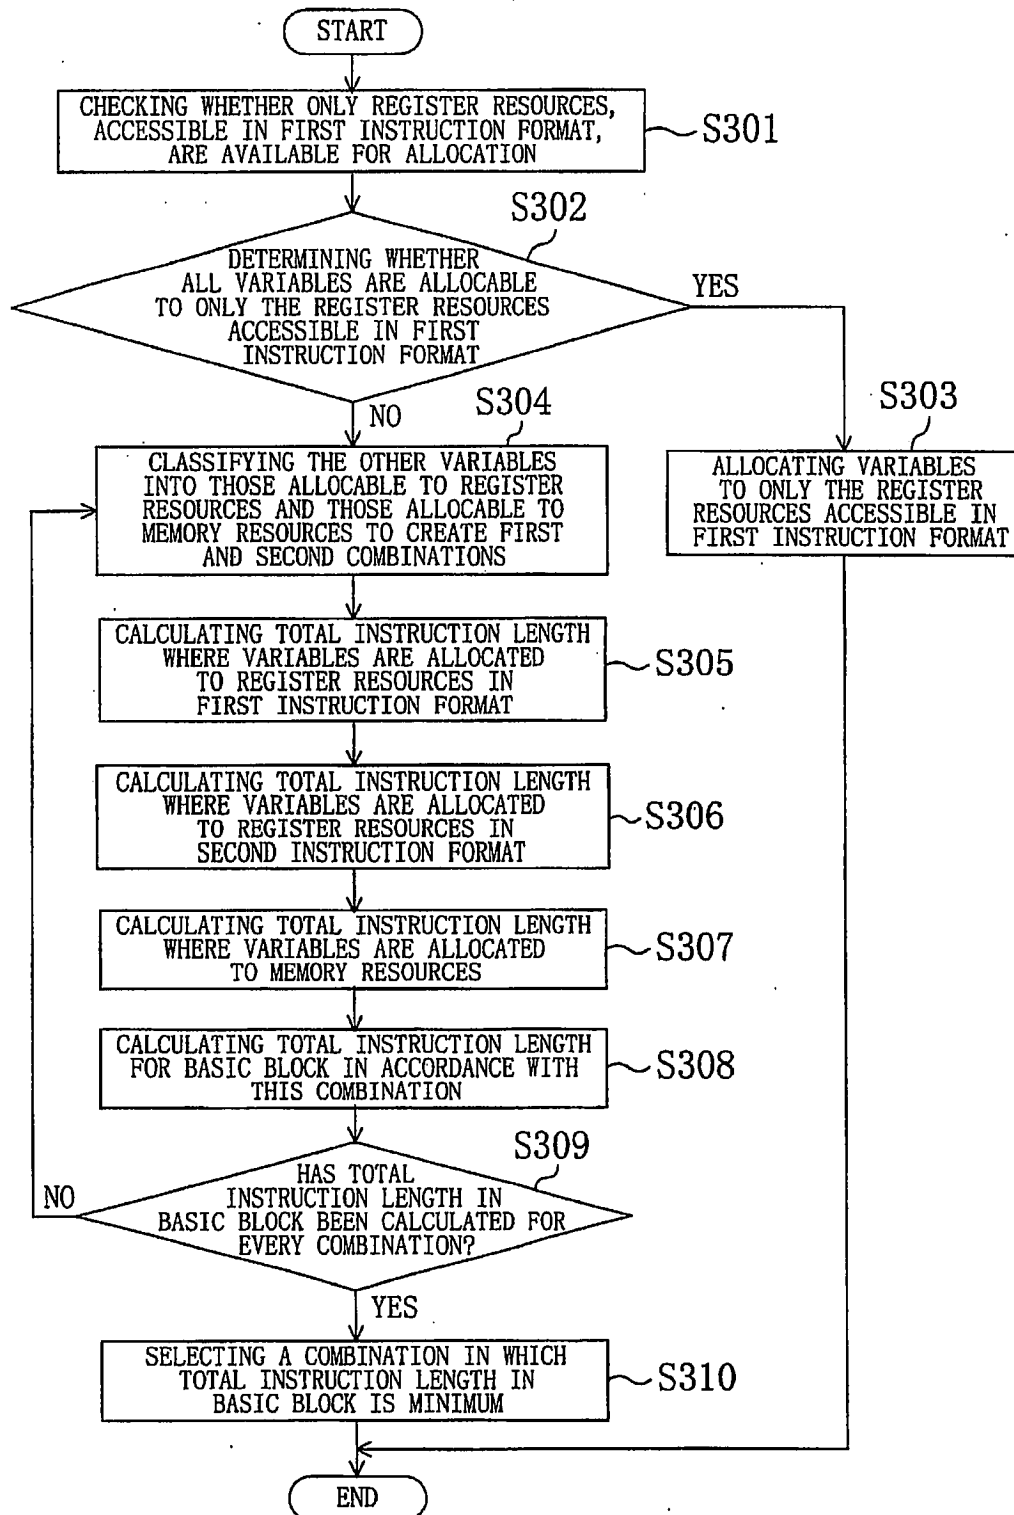 START
CHECKING WHETHER ONLY REGISTER RESOURCES,
ACCESSIBLE IN FIRST INSTRUCTION FORMAT,
ARE AVAILABLE FOR ALLOCATION
S301
S302
DETERMINING WHETHER
ALL VARIABLES ARE ALLOCABLE
TO ONLY THE REGISTER RESOURCES
ACCESSIBLE IN FIRST
INSTRUCTION FORMAT
YES
NO
S303
ALLOCATING VARIABLES
TO ONLY THE REGISTER
RESOURCES ACCESSIBLE IN
FIRST INSTRUCTION FORMAT
S304
CLASSIFYING THE OTHER VARIABLES
INTO THOSE ALLOCABLE TO REGISTER
RESOURCES AND THOSE ALLOCABLE TO
MEMORY RESOURCES TO CREATE FIRST
AND SECOND COMBINATIONS
CALCULATING TOTAL INSTRUCTION LENGTH
WHERE VARIABLES ARE ALLOCATED
TO REGISTER RESOURCES IN
FIRST INSTRUCTION FORMAT
S305
CALCULATING TOTAL INSTRUCTION LENGTH
WHERE VARIABLES ARE ALLOCATED
TO REGISTER RESOURCES IN
SECOND INSTRUCTION FORMAT
S306
CALCULATING TOTAL INSTRUCTION LENGTH
WHERE VARIABLES ARE ALLOCATED
TO MEMORY RESOURCES
S307
CALCULATING TOTAL INSTRUCTION LENGTH
FOR BASIC BLOCK IN ACCORDANCE WITH
THIS COMBINATION
S308
S309
HAS TOTAL
INSTRUCTION LENGTH IN
BASIC BLOCK BEEN CALCULATED FOR
EVERY COMBINATION?
NO
YES
SELECTING A COMBINATION IN WHICH
TOTAL INSTRUCTION LENGTH IN
BASIC BLOCK IS MINIMUM
S310
END